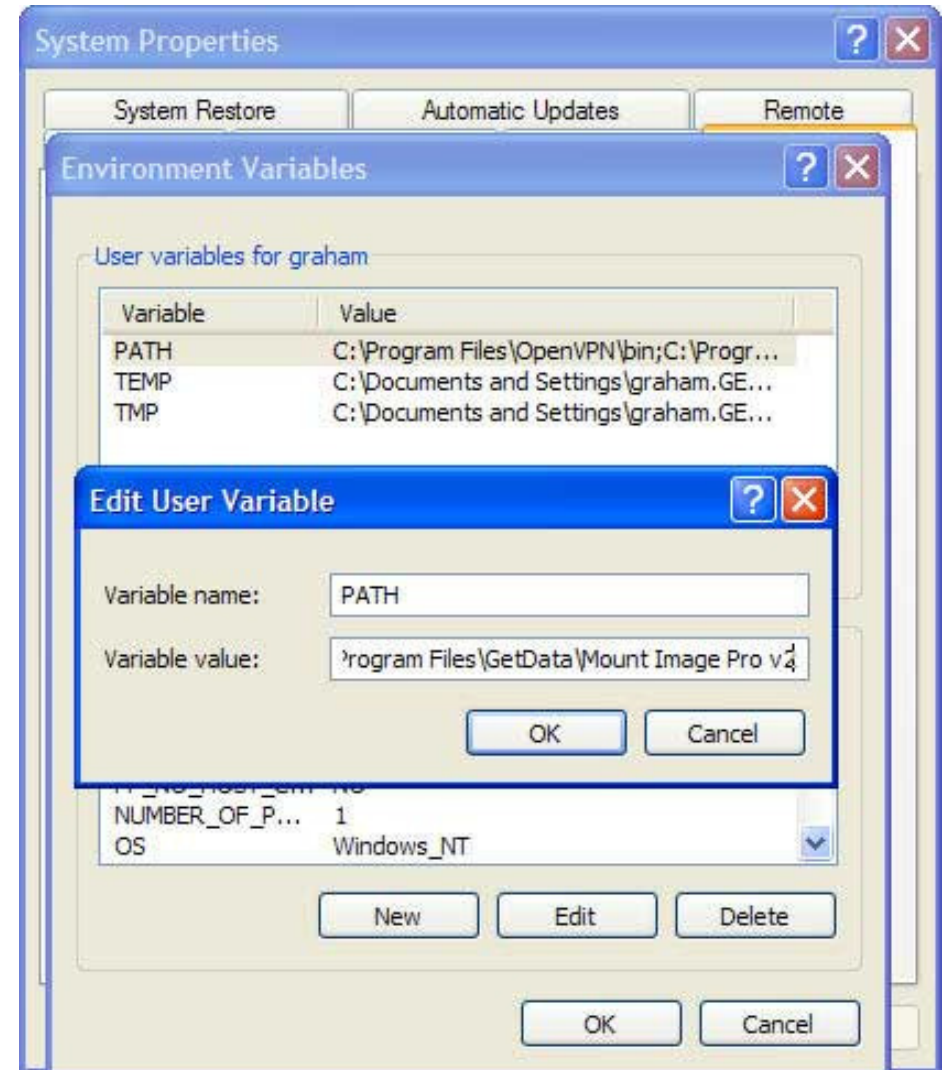 System Properties
System Restore Automatic Updates Remote
Environment Variables
User variables for graham
Variable Value
PATH C:\Program Files\OpenVPN\bin;C:\Progr...
TEMP C:\Documents and Settings\graham.GE...
TMP C:\Documents and Settings\graham.GE...
Edit User Variable
Variable name: PATH
Variable value: Program Files\GetData\Mount Image Pro v2
OK Cancel
NUMBER_OF_P... 1
OS Windows_NT
New Edit Delete
OK Cancel